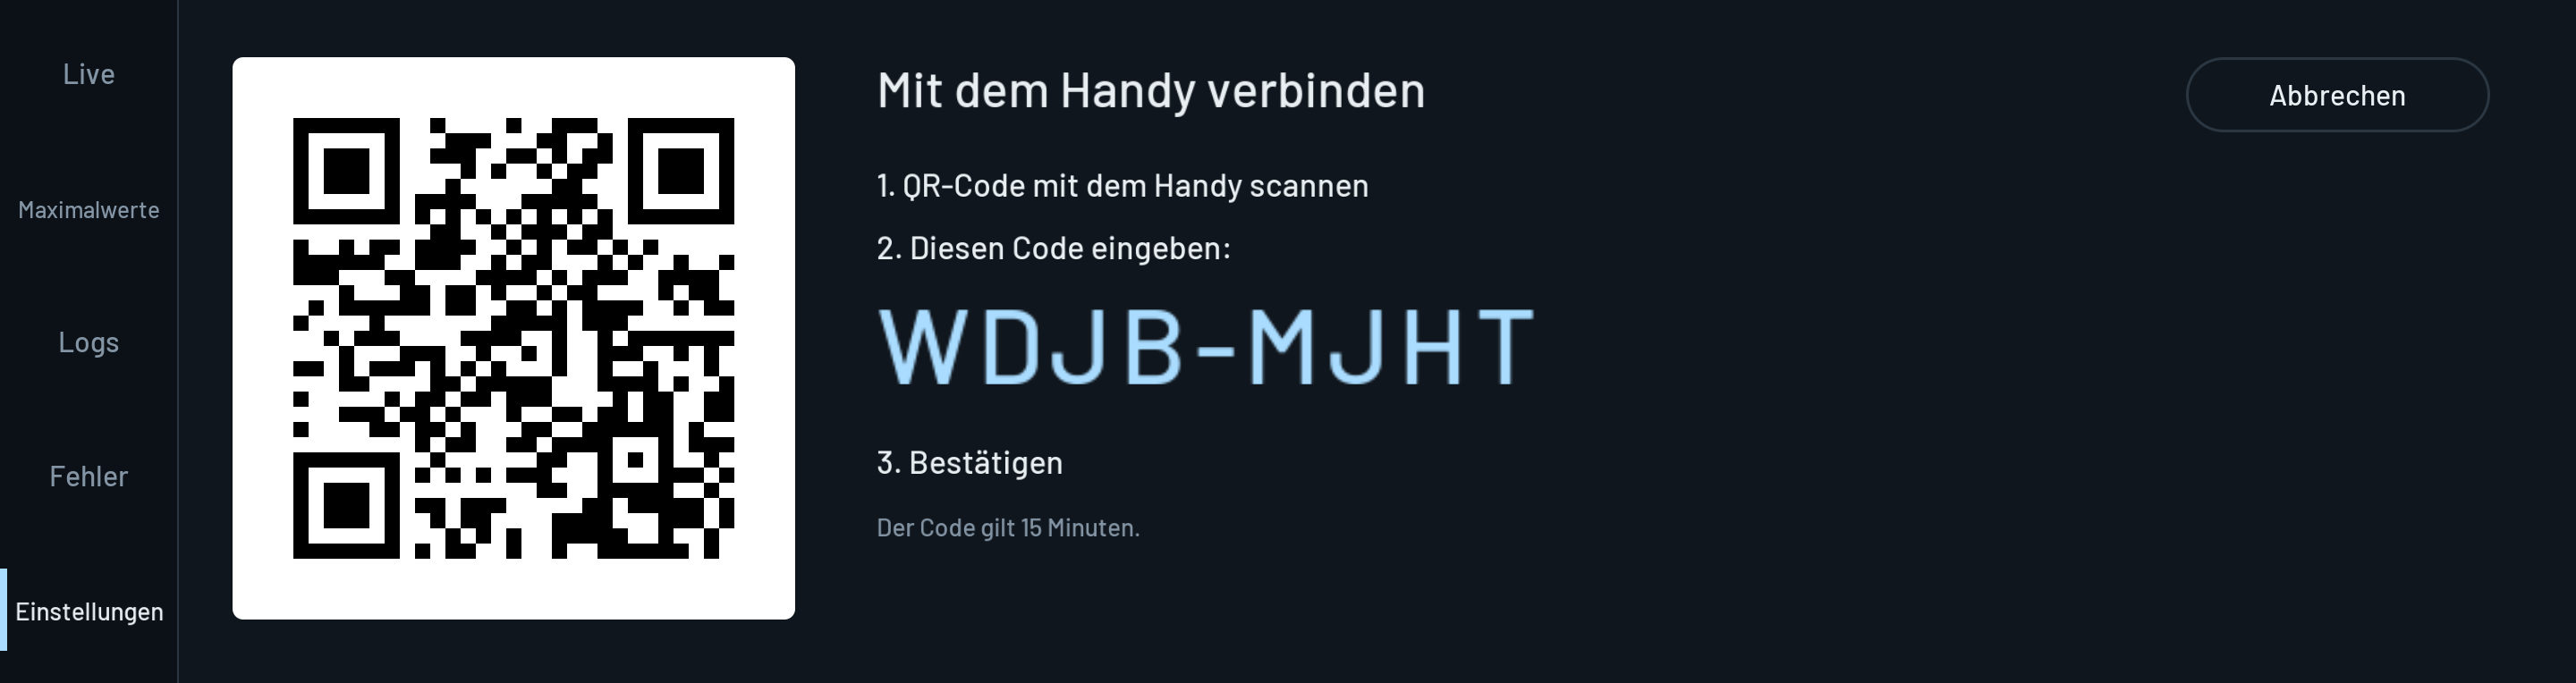 Live
Maximalwerte
Logs
Fehler
Einstellungen
Mit dem Handy verbinden
Abbrechen
1. QR-Code mit dem Handy scannen
2. Diesen Code eingeben:
WDJB-MJHT
3. Bestätigen
Der Code gilt 15 Minuten.